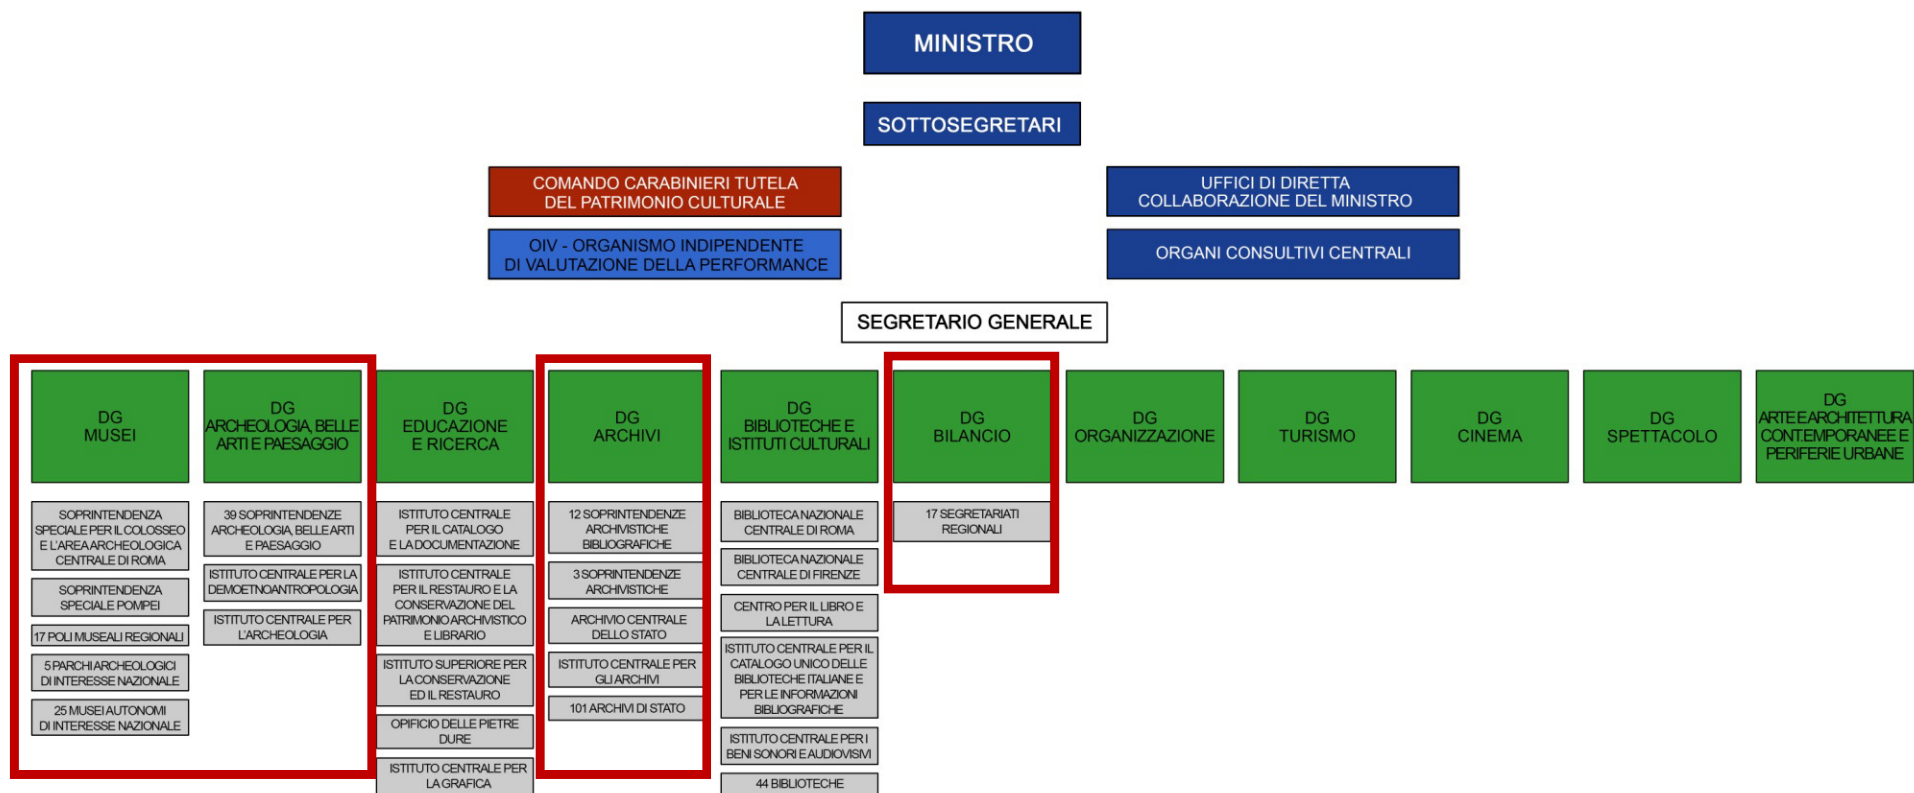 MINISTRO
SOTTOSEGRETARI
COMANDO CARABINIERI TUTELA
DEL PATRIMONIO CULTURALE
UFFICI DI DIRETTA
COLLABORAZIONE DEL MINISTRO
OIV - ORGANISMO INDIPENDENTE
DI VALUTAZIONE DELLA PERFORMANCE
ORGANI CONSULTIVI CENTRALI
SEGRETARIO GENERALE
DG
MUSEI
DG
ARCHEOLOGIA, BELLE
ARTI E PAESAGGIO
DG
EDUCAZIONE
E RICERCA
DG
ARCHIVI
DG
BIBLIOTECHE E
ISTITUTI CULTURALI
DG
BILANCIO
DG
ORGANIZZAZIONE
DG
TURISMO
DG
CINEMA
DG
SPETTACOLO
DG
ARTE E ARCHITETTURA
CONT.EMPORANEE E
PERIFERIE URBANE
SOPRINTENDENZA
SPECIALE PER IL COLOSSEO
E L'AREA ARCHEOLOGICA
CENTRALE DI ROMA
SOPRINTENDENZA
SPECIALE POMPEI
17 POLI MUSEALI REGIONALI
5 PARCHI ARCHEOLOGICI
DI INTERESSE NAZIONALE
25 MUSEI AUTONOMI
DI INTERESSE NAZIONALE
39 SOPRINTENDENZE
ARCHEOLOGIA, BELLE ARTI
E PAESAGGIO
ISTITUTO CENTRALE PER LA
DEMOETNOANTROPOLOGIA
ISTITUTO CENTRALE PER
L'ARCHEOLOGIA
ISTITUTO CENTRALE
PER IL CATALOGO
E LA DOCUMENTAZIONE
ISTITUTO CENTRALE
PER IL RESTAURO E LA
CONSERVAZIONE DEL
PATRIMONIO ARCHIVISTICO
E LIBRARIO
ISTITUTO SUPERIORE PER
LA CONSERVAZIONE
ED IL RESTAURO
OPIFICIO DELLE PIETRE
DURE
ISTITUTO CENTRALE PER
LA GRAFICA
12 SOPRINTENDENZE
ARCHIVISTICHE
BIBLIOGRAFICHE
3 SOPRINTENDENZE
ARCHIVISTICHE
ARCHIVIO CENTRALE
DELLO STATO
ISTITUTO CENTRALE PER
GLI ARCHIVI
101 ARCHIVI DI STATO
BIBLIOTECA NAZIONALE
CENTRALE DI ROMA
BIBLIOTECA NAZIONALE
CENTRALE DI FIRENZE
CENTRO PER IL LIBRO E
LA LETTURA
ISTITUTO CENTRALE PER IL
CATALOGO UNICO DELLE
BIBLIOTECHE ITALIANE E
PER LE INFORMAZIONI
BIBLIOGRAFICHE
ISTITUTO CENTRALE PER I
BENI SONORI E AUDIOVISIVI
44 BIBLIOTECHE
17 SEGRETARIATI
REGIONALI